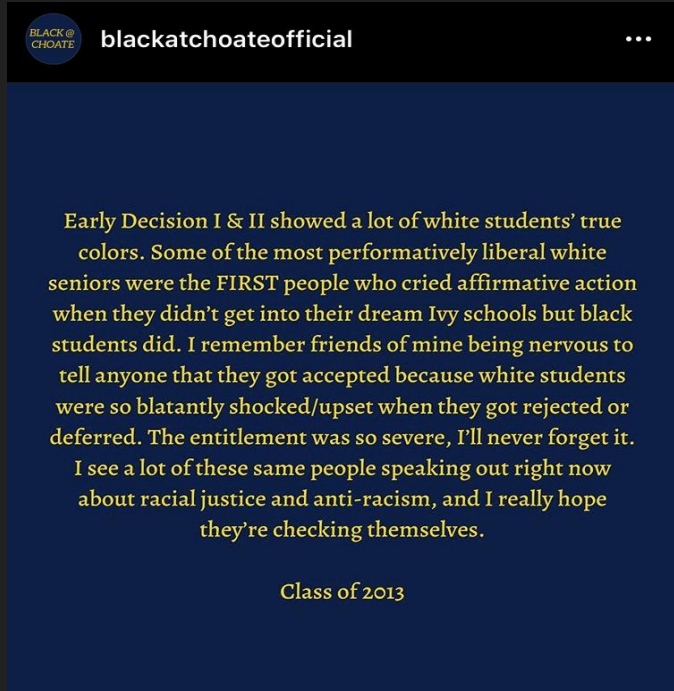 BLACK @
CHOATE
blackatchoateofficial
Early Decision I & II showed a lot of white students’ true
colors. Some of the most performatively liberal white
seniors were the FIRST people who cried affirmative action
when they didn’t get into their dream Ivy schools but black
students did. I remember friends of mine being nervous to
tell anyone that they got accepted because white students
were so blatantly shocked/upset when they got rejected or
deferred. The entitlement was so severe, I’ll never forget it.
I see a lot of these same people speaking out right now
about racial justice and anti-racism, and I really hope
they’re checking themselves.
Class of 2013